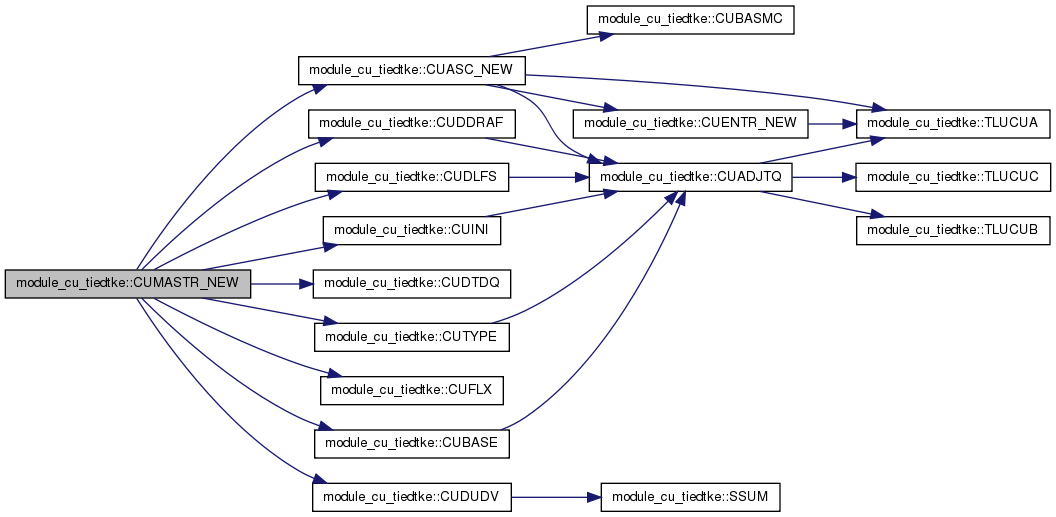 module_cu_tiedtke::CUBASMC
module_cu_tiedtke::CUASC_NEW
module_cu_tiedtke::CUDDRAF
module_cu_tiedtke::CUENTR_NEW
module_cu_tiedtke::TLUCUA
module_cu_tiedtke::CUDLFS
module_cu_tiedtke::CUADJTQ
module_cu_tiedtke::TLUCUC
module_cu_tiedtke::CUINI
module_cu_tiedtke::TLUCUB
module_cu_tiedtke::CUMASTR_NEW
module_cu_tiedtke::CUDTDQ
module_cu_tiedtke::CUTYPE
module_cu_tiedtke::CUFLX
module_cu_tiedtke::CUBASE
module_cu_tiedtke::CUDUDV
module_cu_tiedtke::SSUM